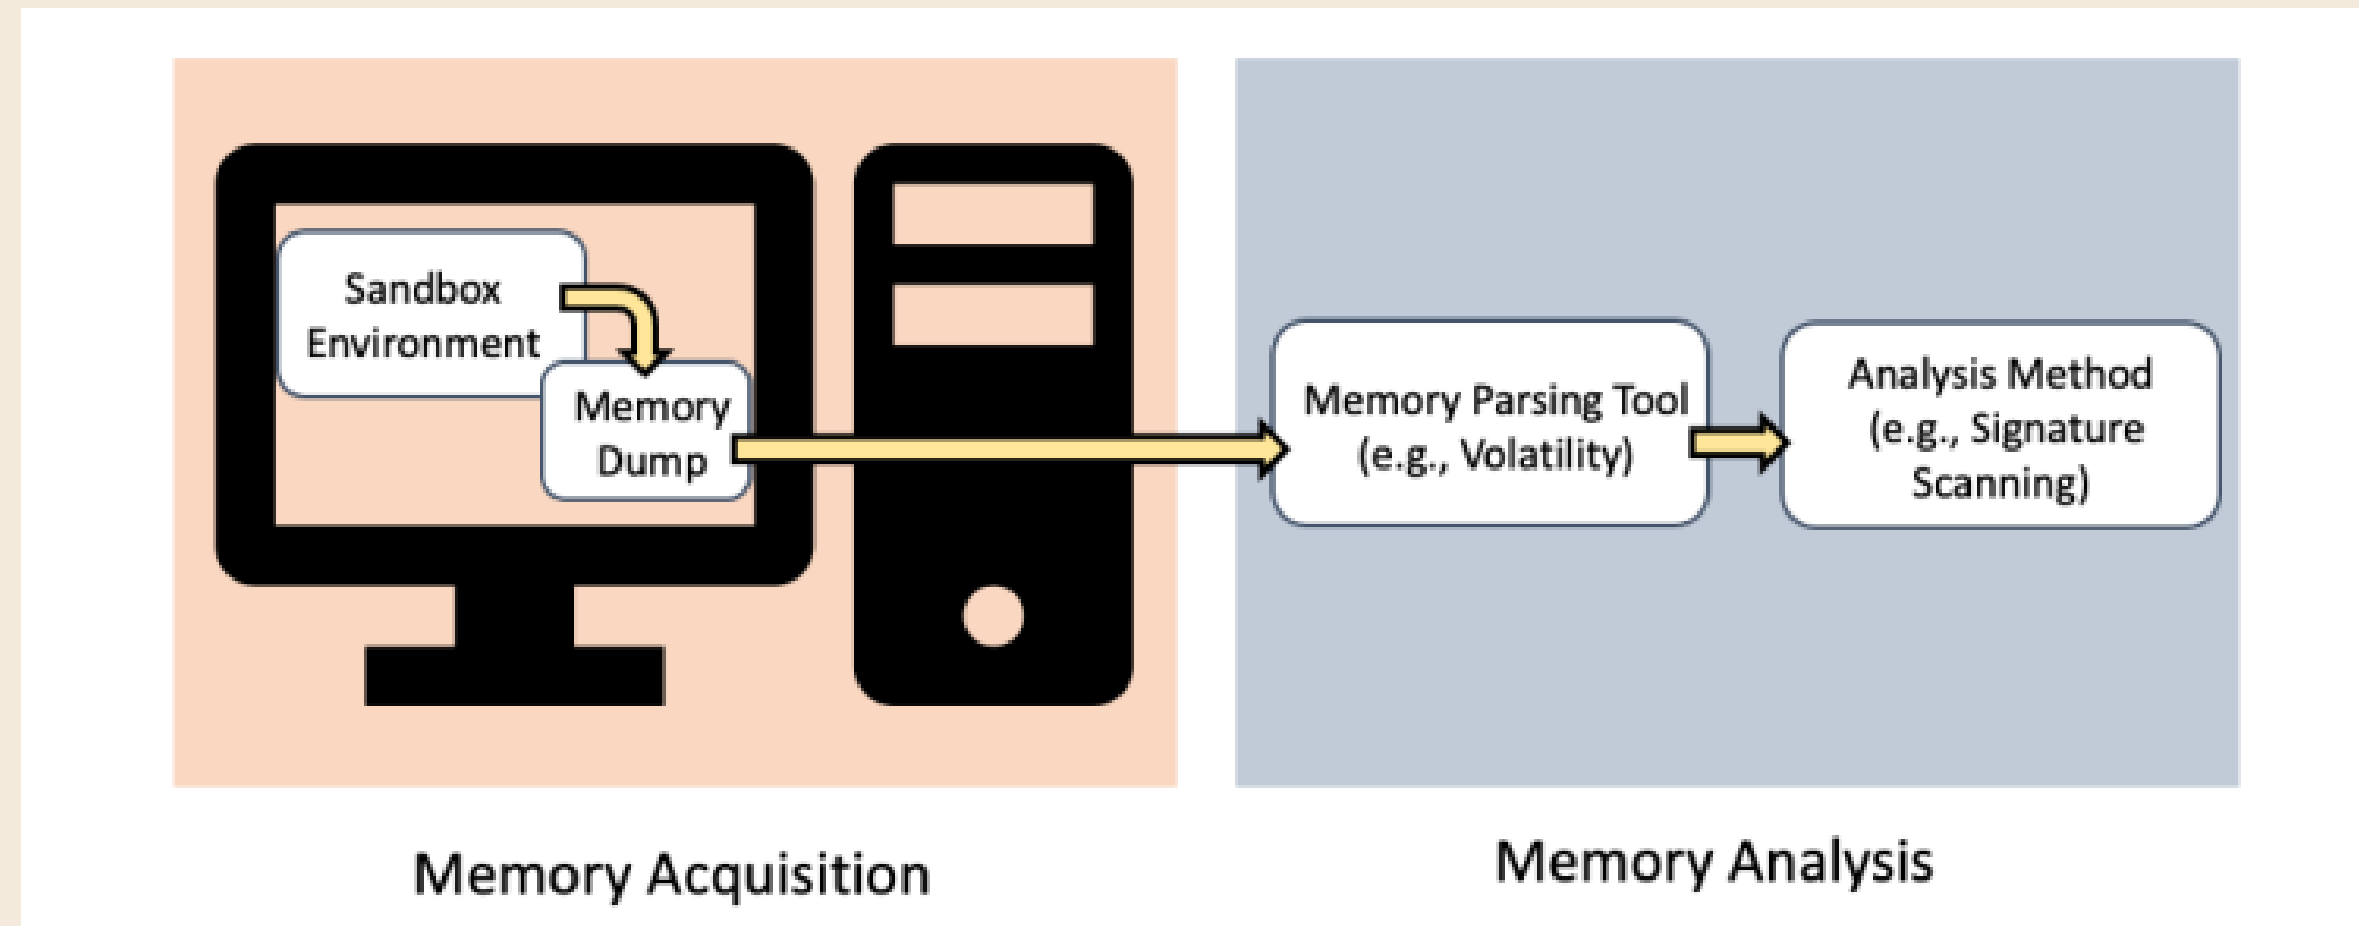 Sandbox
Environment
Memory
Dump
Memory Parsing Tool
(e.g., Volatility)
Analysis Method
(e.g., Signature
Scanning)
Memory Acquisition
Memory Analysis